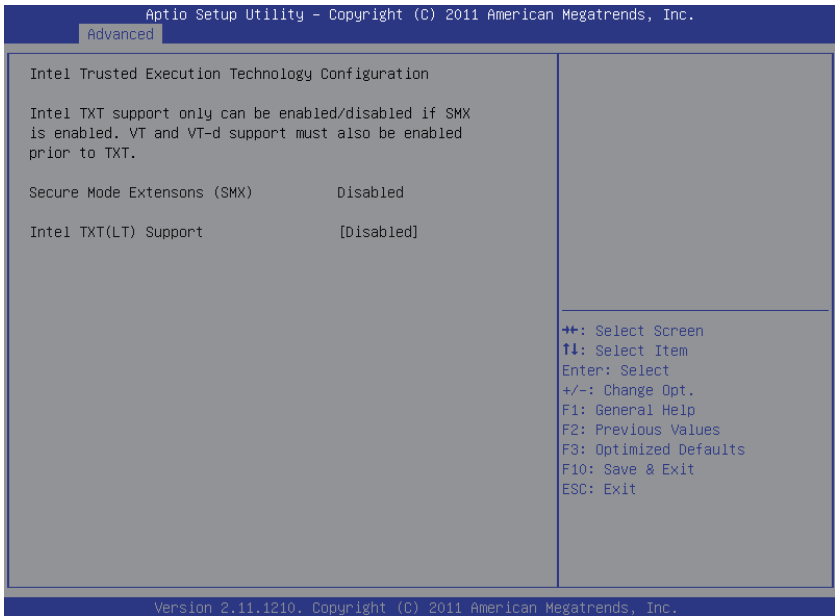 Aptio Setup Utility – Copyright (C) 2011 American Megatrends, Inc.
Advanced
Intel Trusted Execution Technology Configuration
Intel TXT support only can be enabled/disabled if SMX
is enabled. VT and VT-d support must also be enabled
prior to TXT.
Secure Mode Extensons (SMX) Disabled
Intel TXT(LT) Support [Disabled]
→←: Select Screen
↑↓: Select Item
Enter: Select
+/-: Change Opt.
F1: General Help
F2: Previous Values
F3: Optimized Defaults
F10: Save & Exit
ESC: Exit
Version 2.11.1210. Copyright (C) 2011 American Megatrends, Inc.